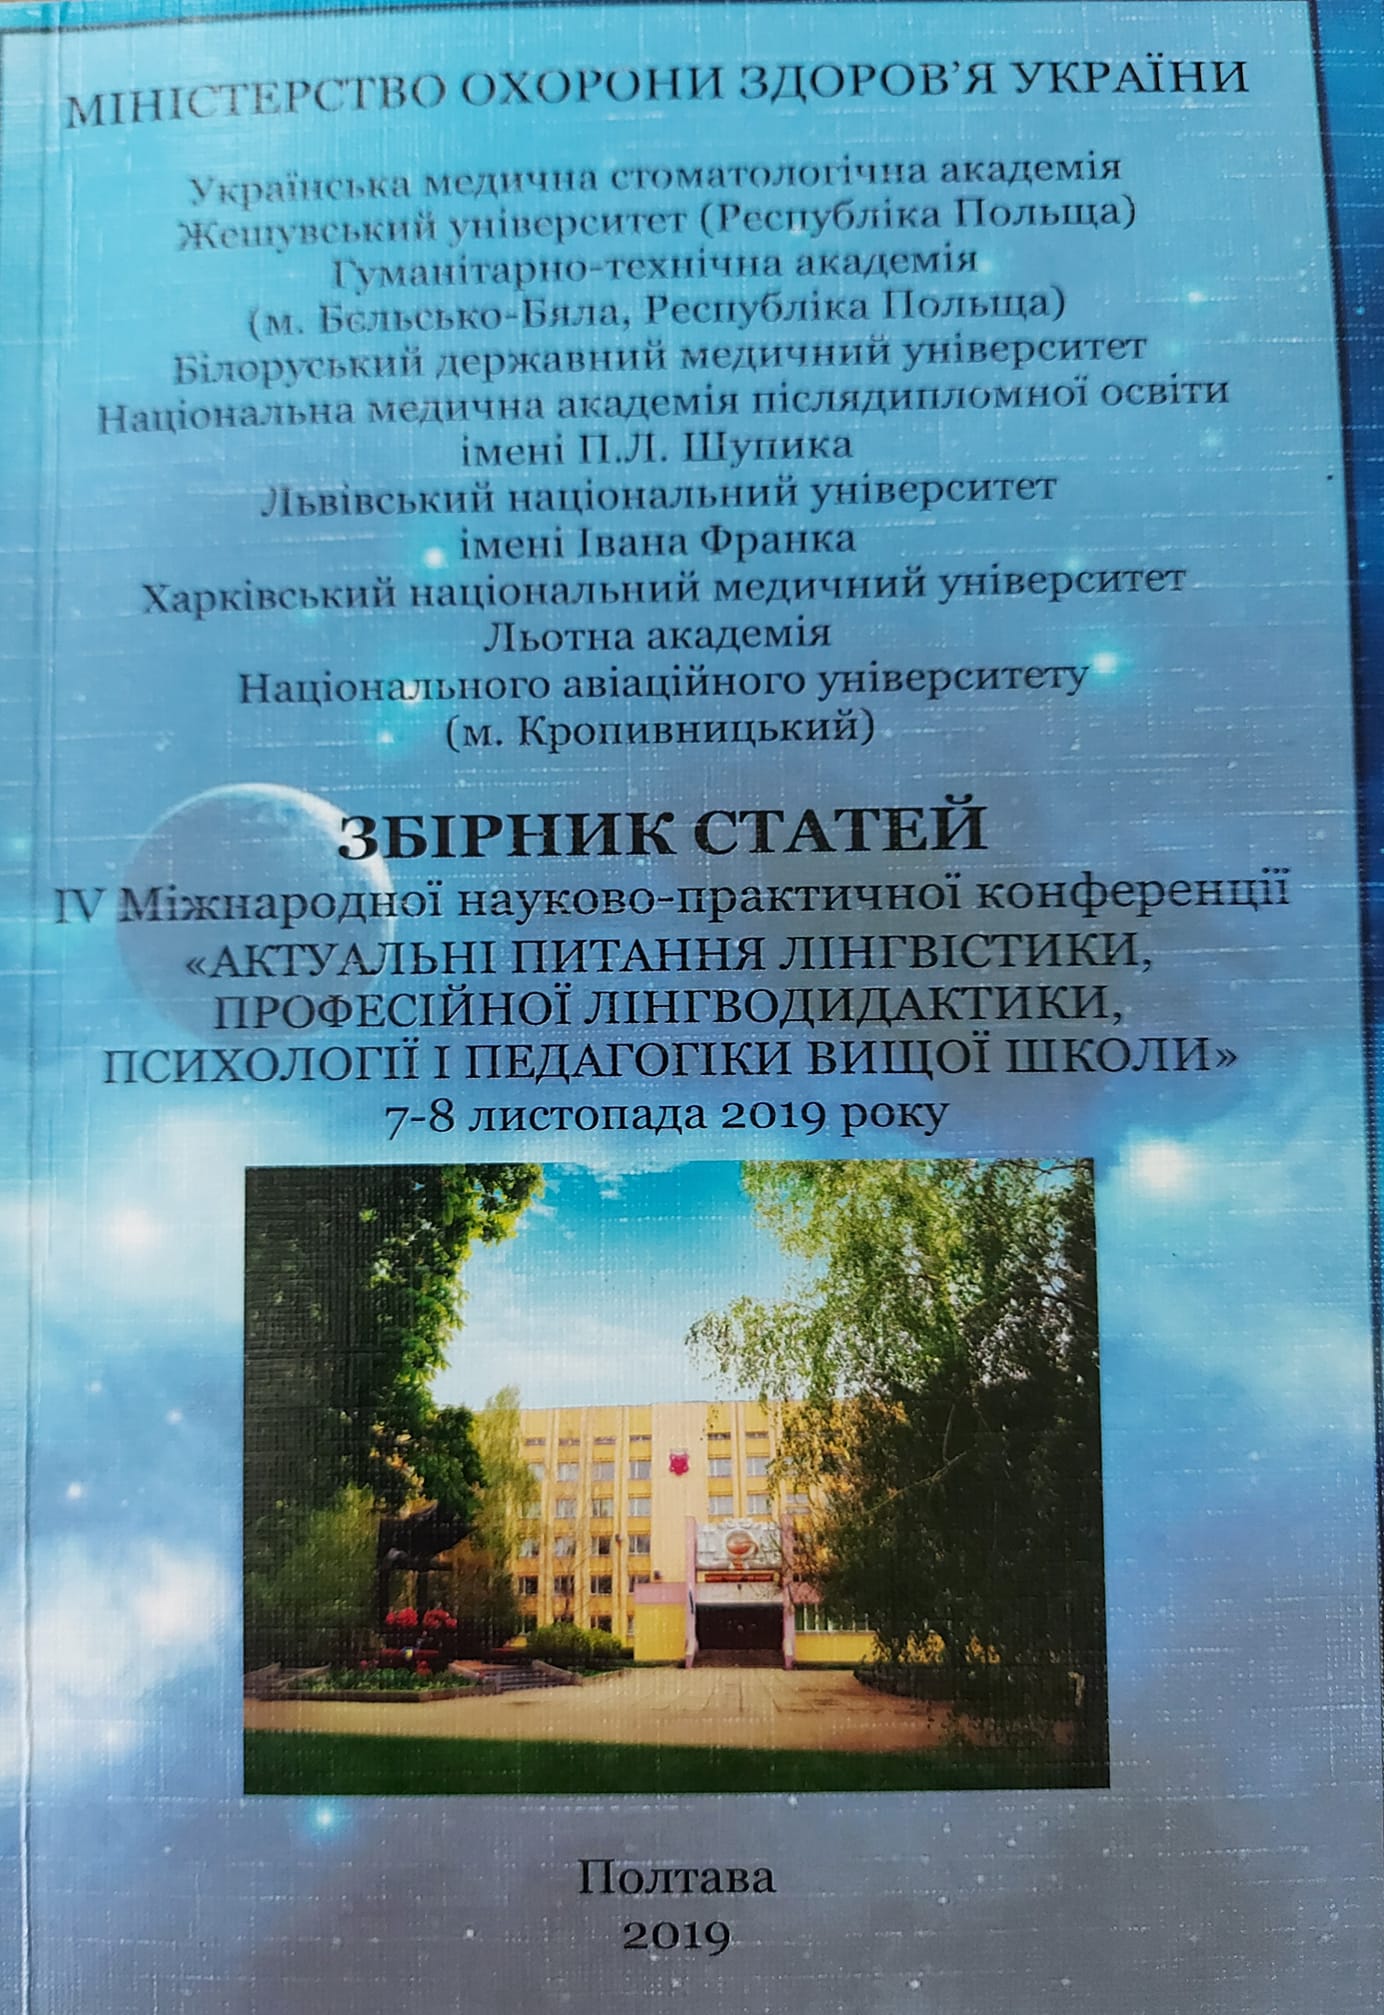 МІНІСТЕРСТВО ОХОРОНИ ЗДОРОВ’Я УКРАЇНИ
Українська медична стоматологічна академія
Жешувський університет (Республіка Польща)
Гуманітарно-технічна академія
(м. Бєльсько-Бяла, Республіка Польща)
Білоруський державний медичний університет
Національна медична академія післядипломної освіти
імені П.Л. Шупика
Львівський національний університет
імені Івана Франка
Харківський національний медичний університет
Льотна академія
Національного авіаційного університету
(м. Кропивницький)
ЗБІРНИК СТАТЕЙ
IV Міжнародної науково-практичної конференції
«АКТУАЛЬНІ ПИТАННЯ ЛІНГВІСТИКИ,
ПРОФЕСІЙНОЇ ЛІНГВОДИДАКТИКИ,
ПСИХОЛОГІЇ І ПЕДАГОГІКИ ВИЩОЇ ШКОЛИ»
7-8 листопада 2019 року
Полтава
2019